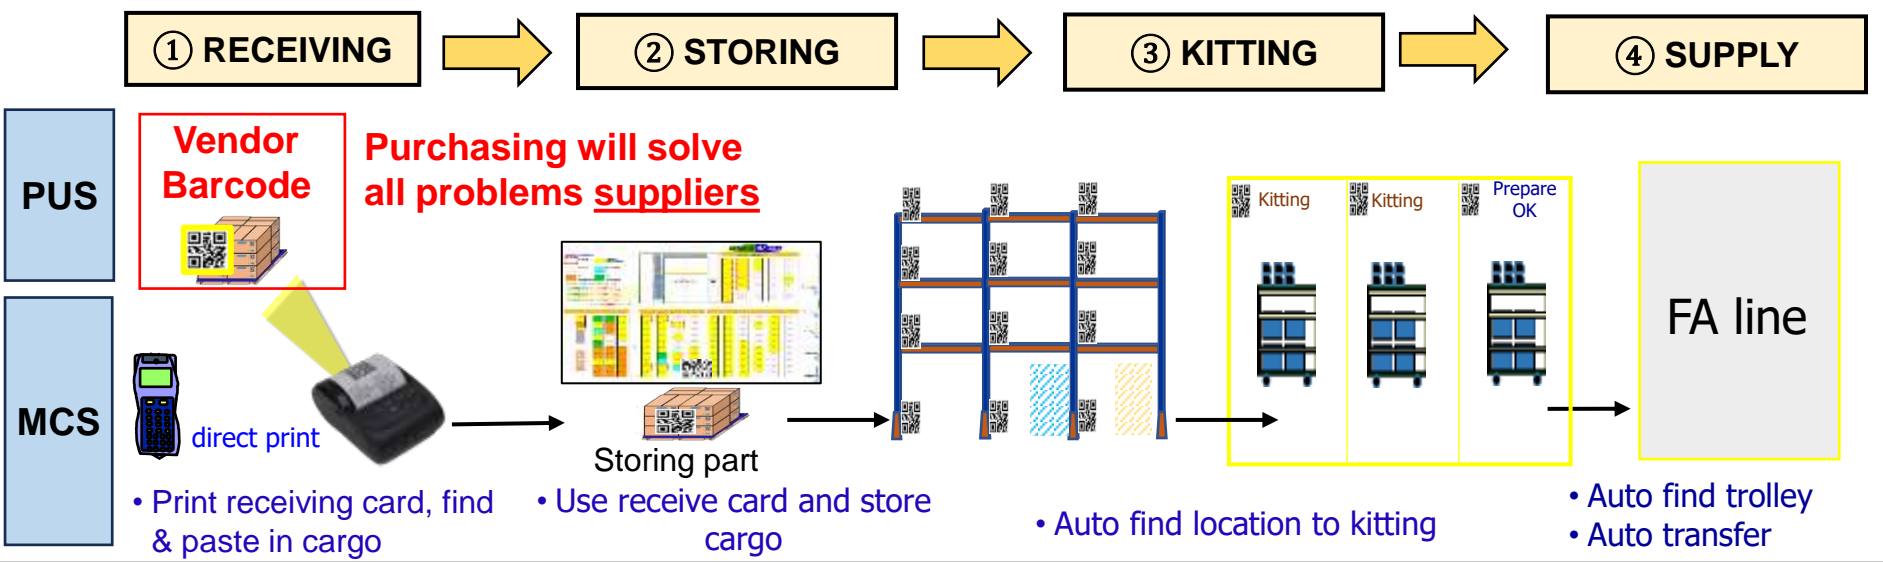 ① RECEIVING
② STORING
③ KITTING
④ SUPPLY
PUS
Vendor
Barcode
Purchasing will solve
all problems suppliers
Kitting
Kitting
Prepare
OK
FA line
MCS
direct print
Storing part
• Print receiving card, find
& paste in cargo
• Use receive card and store
cargo
• Auto find location to kitting
• Auto find trolley
• Auto transfer